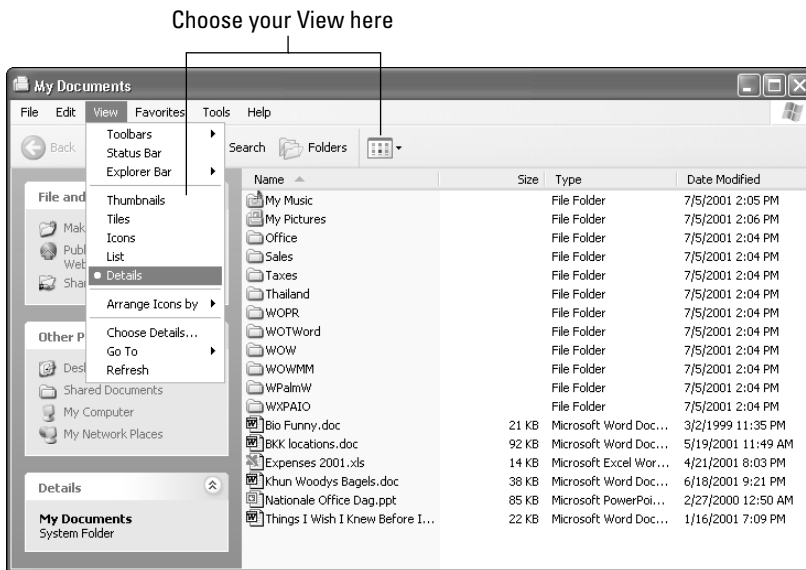 Choose your View here
My Documents
File Edit View Favorites Tools Help
Back Search Folders
Toolbars
Status Bar
Explorer Bar
Thumbnails
Tiles
Icons
List
Details
Arrange Icons by
Choose Details...
Go To
Refresh
File and
Mak
Publ
Web
Shar
Other P
Desk
Shared Documents
My Computer
My Network Places
Details
My Documents
System Folder
Name Size Type Date Modified
My Music File Folder 7/5/2001 2:05 PM
My Pictures File Folder 7/5/2001 2:06 PM
Office File Folder 7/5/2001 2:04 PM
Sales File Folder 7/5/2001 2:04 PM
Taxes File Folder 7/5/2001 2:04 PM
Thailand File Folder 7/5/2001 2:04 PM
WOPR File Folder 7/5/2001 2:04 PM
WOTWord File Folder 7/5/2001 2:04 PM
WOW File Folder 7/5/2001 2:04 PM
WOWMM File Folder 7/5/2001 2:04 PM
WPalmW File Folder 7/5/2001 2:04 PM
WXPAIO File Folder 7/5/2001 2:04 PM
Bio Funny.doc 21 KB Microsoft Word Doc... 3/2/1999 11:35 PM
BKK locations.doc 92 KB Microsoft Word Doc... 5/19/2001 11:49 AM
Expenses 2001.xls 14 KB Microsoft Excel Wor... 4/21/2001 8:03 PM
Khun Woodys Bagels.doc 38 KB Microsoft Word Doc... 6/18/2001 9:21 PM
Nationale Office Dag.ppt 85 KB Microsoft PowerPoi... 2/27/2000 12:50 AM
Things I Wish I Knew Before I... 22 KB Microsoft Word Doc... 1/16/2001 7:09 PM